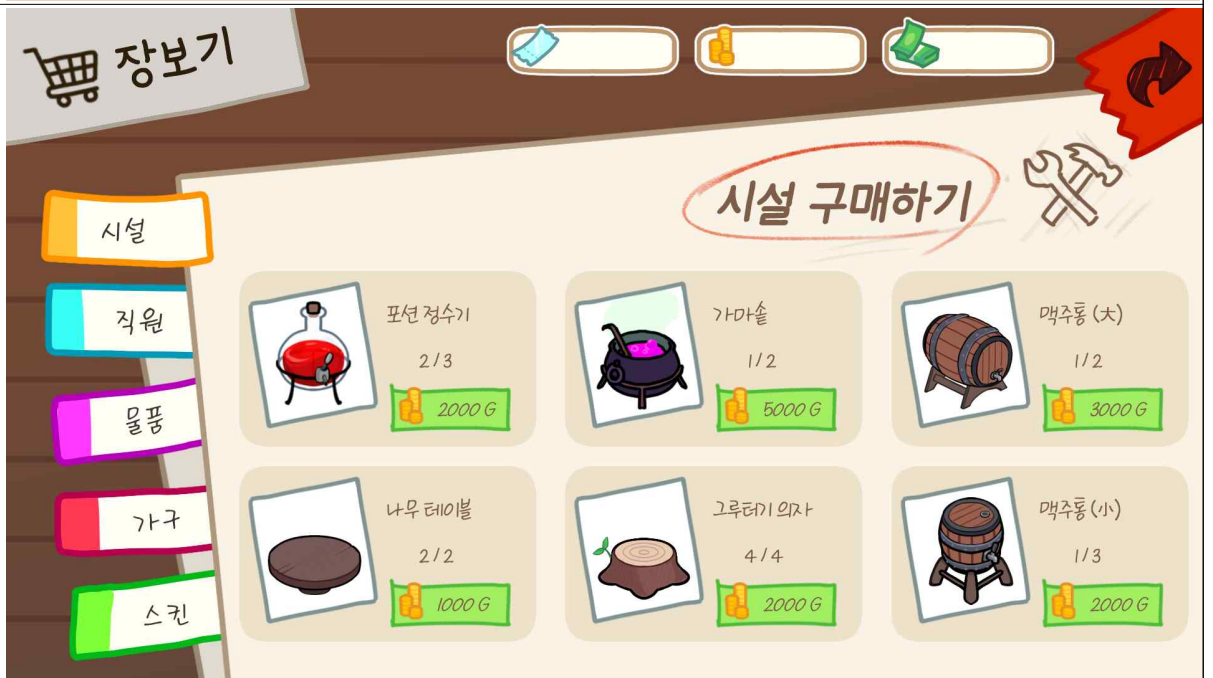 장보기
시설 구매하기
시설
직원
물품
가구
스킨
포션 정수기
2/3
2000 G
가마솥
1/2
5000 G
맥주통 (大)
1/2
3000 G
나무 테이블
2/2
1000 G
그루터기 의자
4/4
2000 G
맥주통 (小)
1/3
2000 G